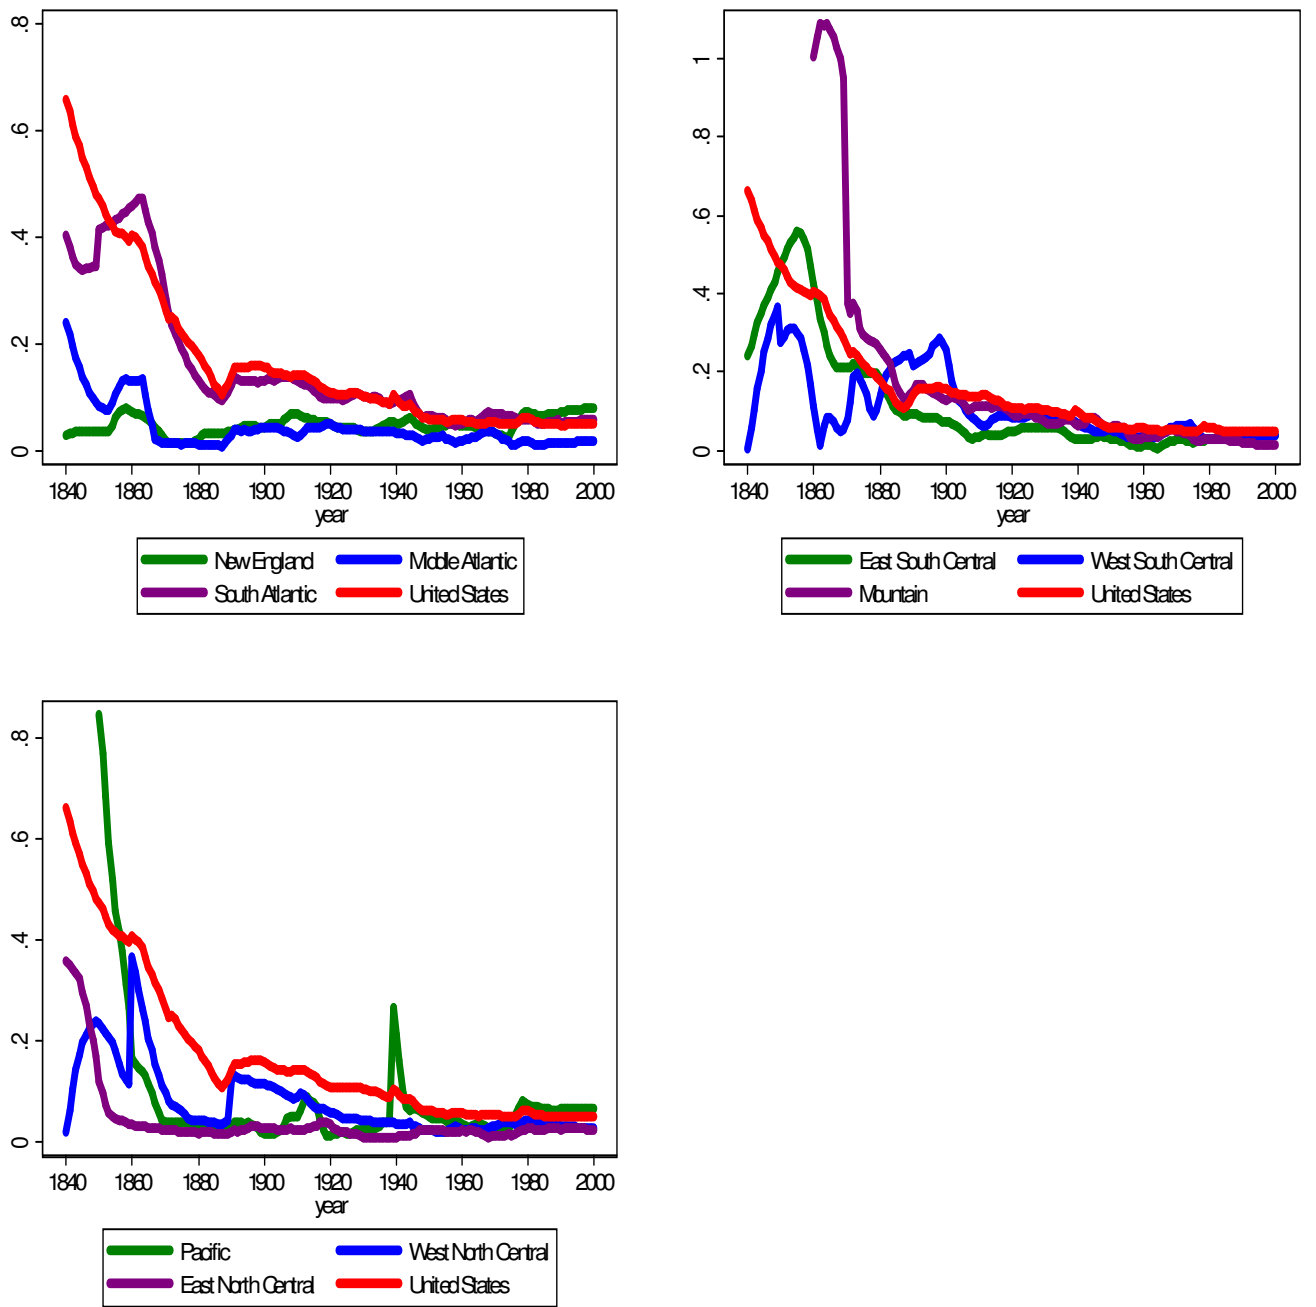 .8
.6
.4
.2
0
1840 1860 1880 1900 1920 1940 1960 1980 2000
year
New England Middle Atlantic
South Atlantic United States
1
.8
.6
.4
.2
0
1840 1860 1880 1900 1920 1940 1960 1980 2000
year
East South Central West South Central
Mountain United States
.8
.6
.4
.2
0
1840 1860 1880 1900 1920 1940 1960 1980 2000
year
Pacific West North Central
East North Central United States